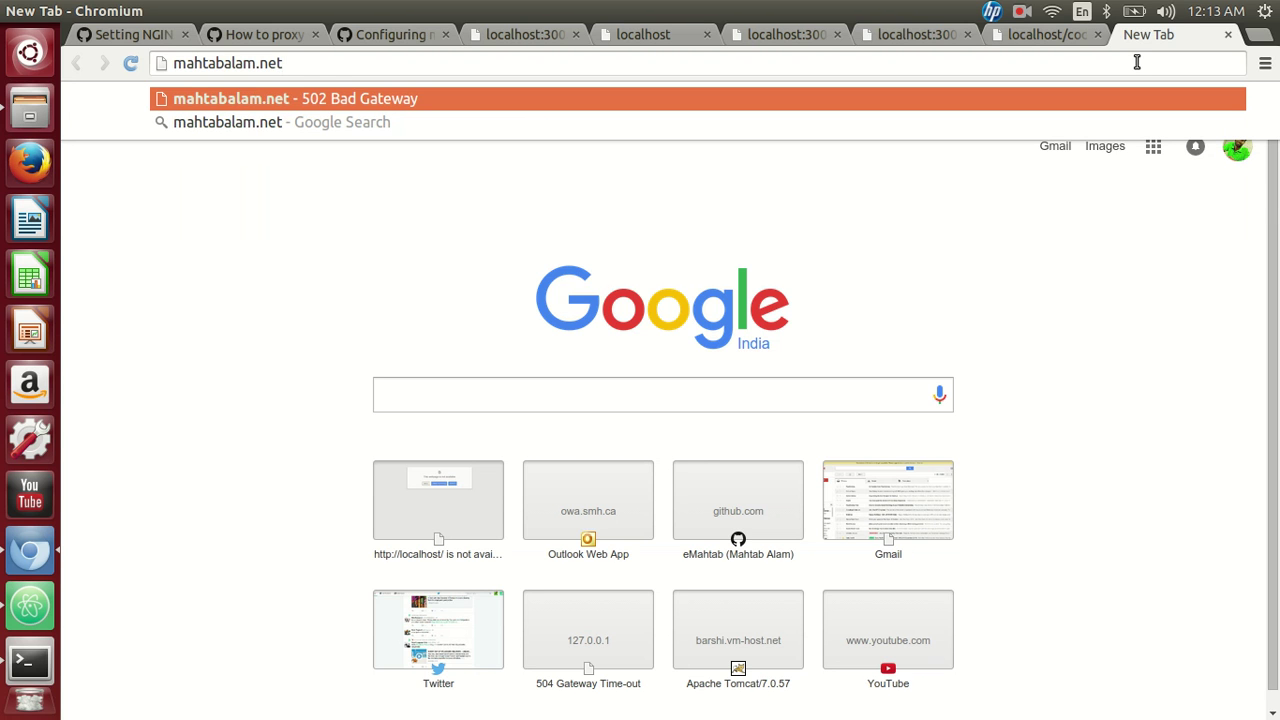 New Tab - Chromium
hp
En
12:13 AM
Setting NGIN
How to proxy
Configuring n
localhost:300
localhost
localhost:300
localhost:300
localhost/coc
New Tab
mahtabalam.net
mahtabalam.net - 502 Bad Gateway
mahtabalam.net - Google Search
Gmail
Images
Google
India
owa.smh.ca
github.com
http://localhost/ is not avai...
Outlook Web App
eMahtab (Mahtab Alam)
Gmail
127.0.0.1
barshi.vm-host.net
www.youtube.com
Twitter
504 Gateway Time-out
Apache Tomcat/7.0.57
YouTube
a
You
Tube
>_